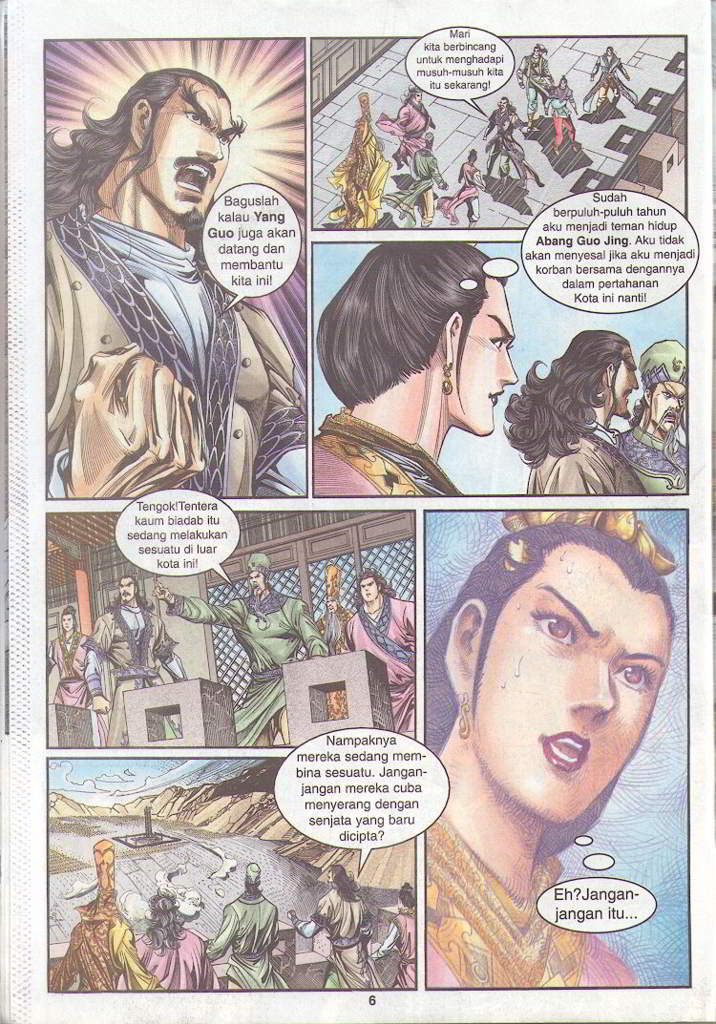 Baguslah
kalau Yang
Guo juga akan
datang dan
membantu
kita ini!
Mari
kita berbincang
untuk menghadapi
musuh-musuh kita
itu sekarang!
Sudah
berpuluh-puluh tahun
aku menjadi teman hidup
Abang Guo Jing. Aku tidak
akan menyesal jika aku menjadi
korban bersama dengannya
dalam pertahanan
Kota ini nanti!
Tengok!Tentera
kaum biadab itu
sedang melakukan
sesuatu di luar
kota ini!
Nampaknya
mereka sedang mem-
bina sesuatu. Jangan-
jangan mereka cuba
menyerang dengan
senjata yang baru
dicipta?
Eh?Jangan-
jangan itu...
6